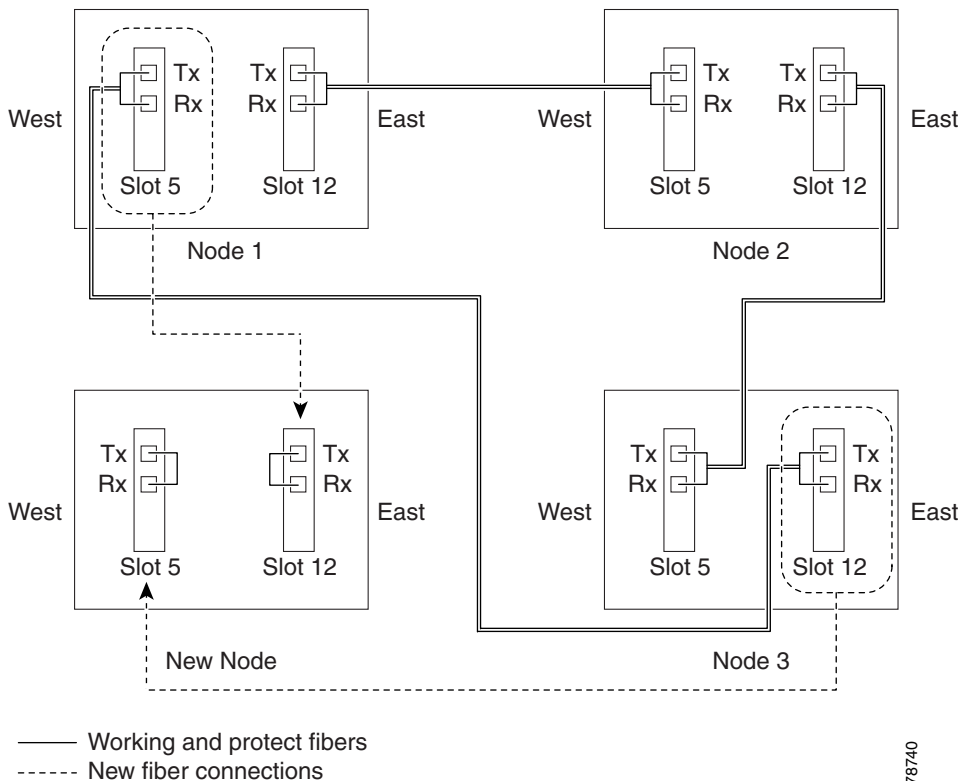 Tx Tx Tx Tx
Rx Rx Rx Rx
West East West East
Slot 5 Slot 12 Slot 5 Slot 12
Node 1 Node 2
Tx Tx Tx Tx
Rx Rx Rx Rx
West East West East
Slot 5 Slot 12 Slot 5 Slot 12
New Node Node 3
Working and protect fibers
New fiber connections
78740